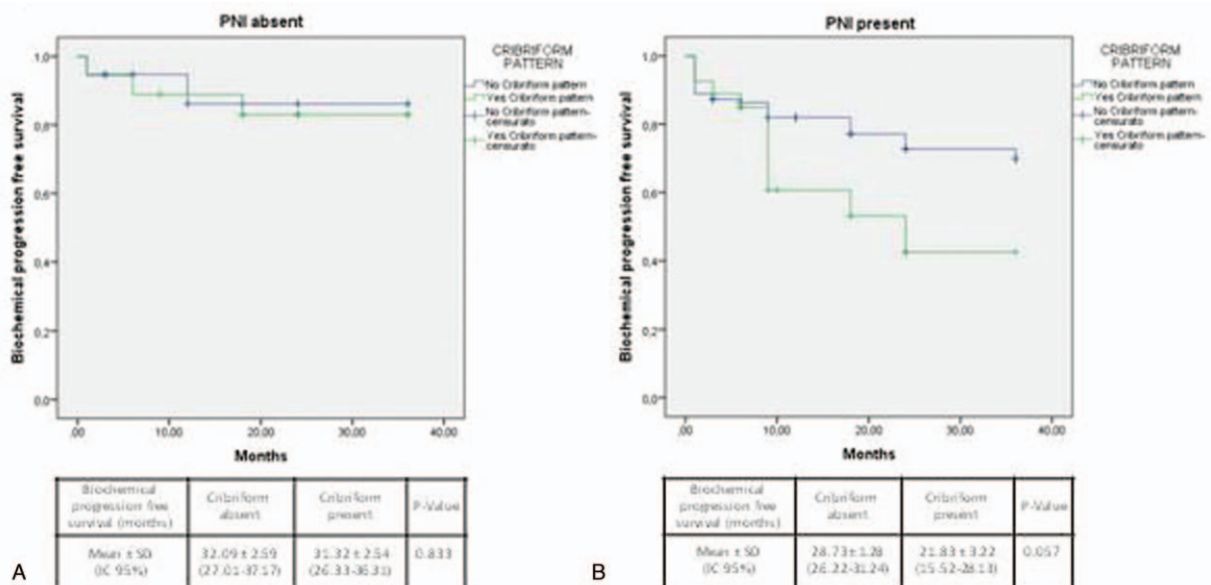 PNI absent
Biochemical progression free survival
1,0
0,8
0,6
0,4
0,2
0,0
,00 10,00 20,00 30,00 40,00
Months
CRIBRIFORM
PATTERN
No Cribriform pattern
Yes Cribriform pattern
No Cribriform pattern-
censurato
Yes Cribriform pattern-
censurato
Biochemical
progression free
survival (months)
Cribriform
absent
Cribriform
present
P-Value
Mean ± SD
(IC 95%)
32.09 ± 2.59
(27.01-37.17)
31.32 ± 2.54
(26.33-36.31)
0.833
A
PNI present
Biochemical progression free survival
1,0
0,8
0,6
0,4
0,2
0,0
,00 10,00 20,00 30,00 40,00
Months
CRIBRIFORM
PATTERN
No Cribriform pattern
Yes Cribriform pattern
No Cribriform pattern-
censurato
Yes Cribriform pattern-
censurato
Biochemical
progression free
survival (months)
Cribriform
absent
Cribriform
present
P-Value
Mean ± SD
(IC 95%)
28.73 ± 1.28
(26.22-31.24)
21.83 ± 3.22
(15.52-28.13)
0.057
B